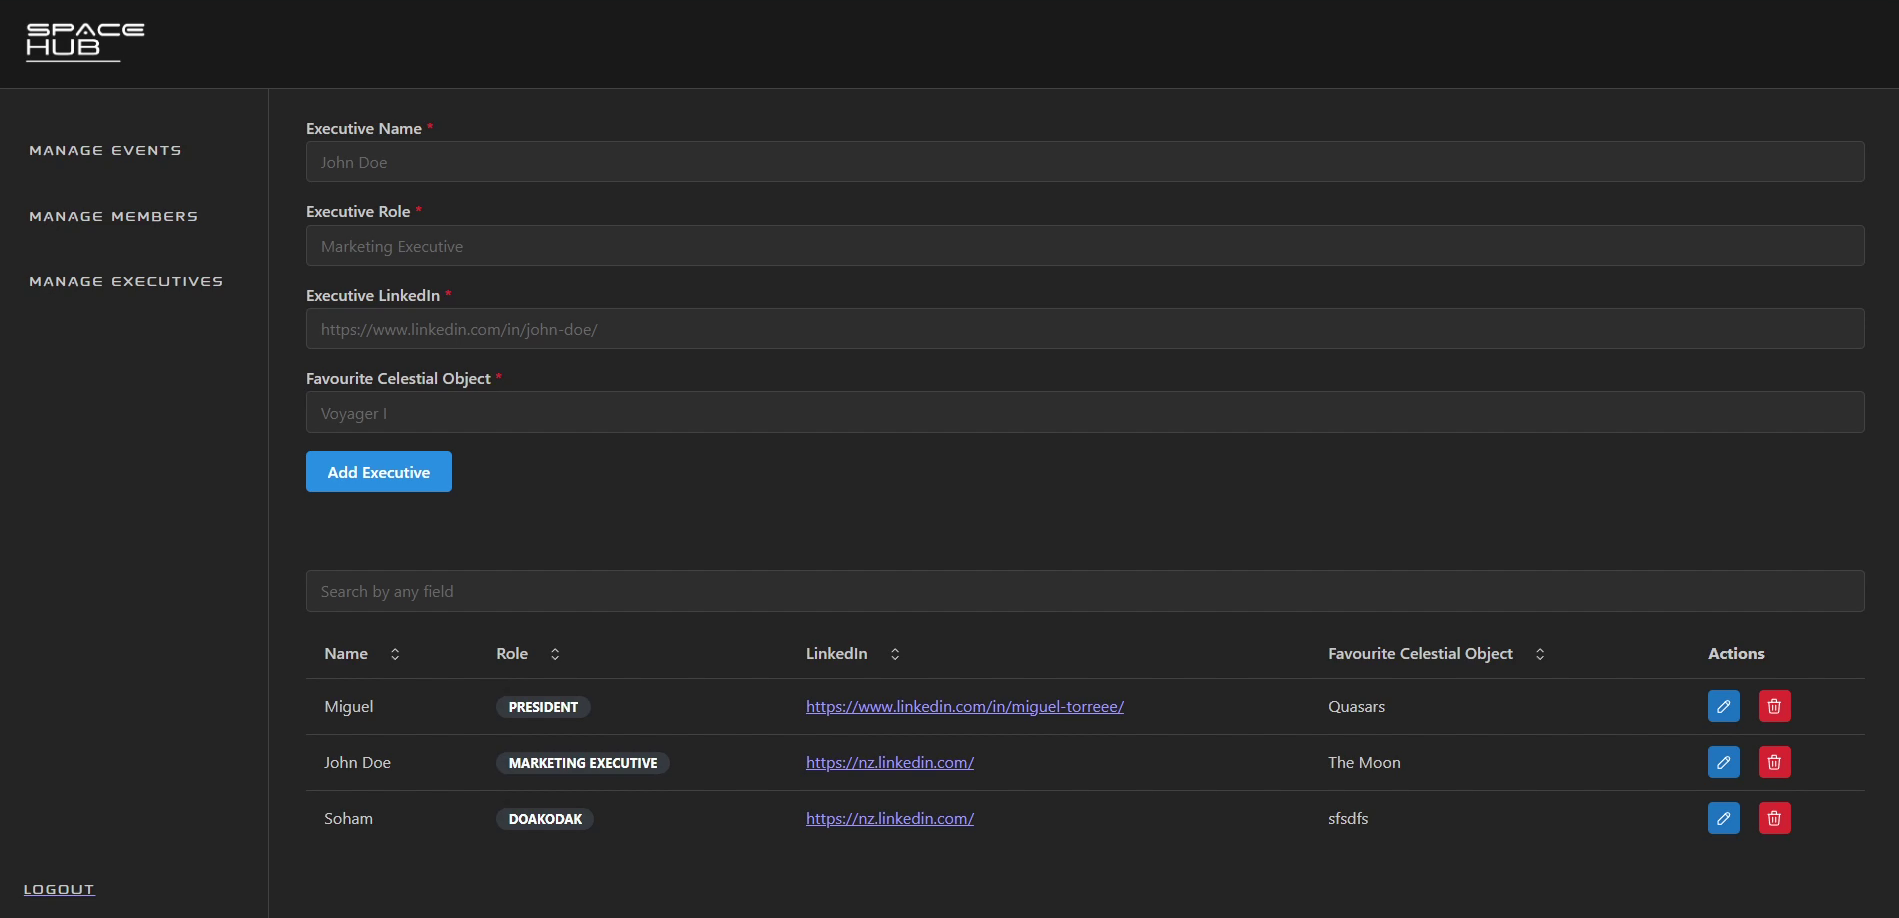 SPACE
HUB
MANAGE EVENTS
MANAGE MEMBERS
MANAGE EXECUTIVES
LOGOUT
Executive Name *
John Doe
Executive Role *
Marketing Executive
Executive LinkedIn *
https://www.linkedin.com/in/john-doe/
Favourite Celestial Object *
Voyager I
Add Executive
Search by any field
Name Role LinkedIn Favourite Celestial Object Actions
Miguel PRESIDENT https://www.linkedin.com/in/miguel-torreee/ Quasars
John Doe MARKETING EXECUTIVE https://nz.linkedin.com/ The Moon
Soham DOAKODAK https://nz.linkedin.com/ sfsdfs